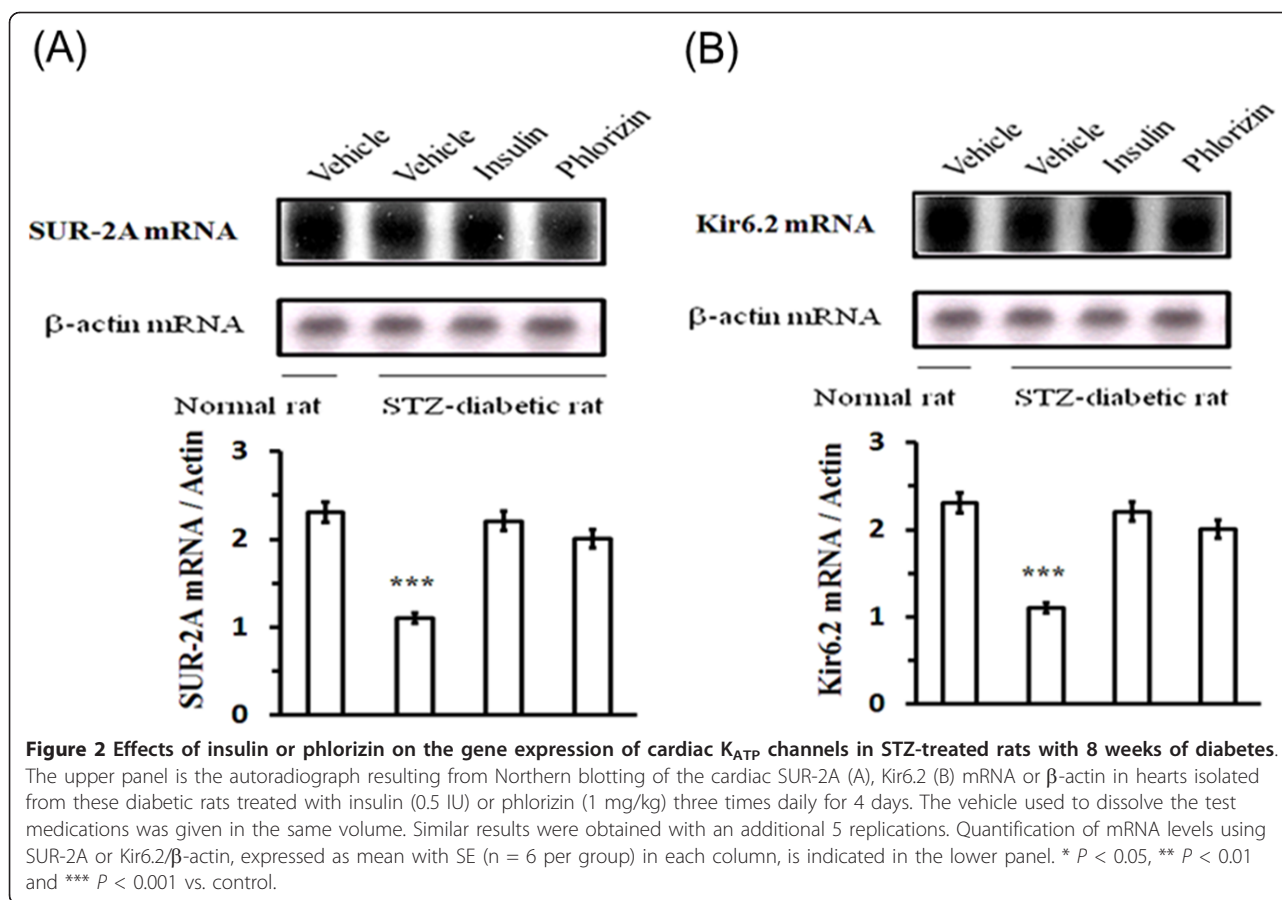 (A)
Vehicle Vehicle Insulin Phlorizin
SUR-2A mRNA
β-actin mRNA
Normal rat STZ-diabetic rat
SUR-2A mRNA / Actin
3
2
1
0
***
(B)
Vehicle Vehicle Insulin Phlorizin
Kir6.2 mRNA
β-actin mRNA
Normal rat STZ-diabetic rat
Kir6.2 mRNA / Actin
3
2
1
0
***
Figure 2 Effects of insulin or phlorizin on the gene expression of cardiac K_ATP channels in STZ-treated rats with 8 weeks of diabetes.
The upper panel is the autoradiograph resulting from Northern blotting of the cardiac SUR-2A (A), Kir6.2 (B) mRNA or β-actin in hearts isolated
from these diabetic rats treated with insulin (0.5 IU) or phlorizin (1 mg/kg) three times daily for 4 days. The vehicle used to dissolve the test
medications was given in the same volume. Similar results were obtained with an additional 5 replications. Quantification of mRNA levels using
SUR-2A or Kir6.2/β-actin, expressed as mean with SE (n = 6 per group) in each column, is indicated in the lower panel. * P < 0.05, ** P < 0.01
and *** P < 0.001 vs. control.